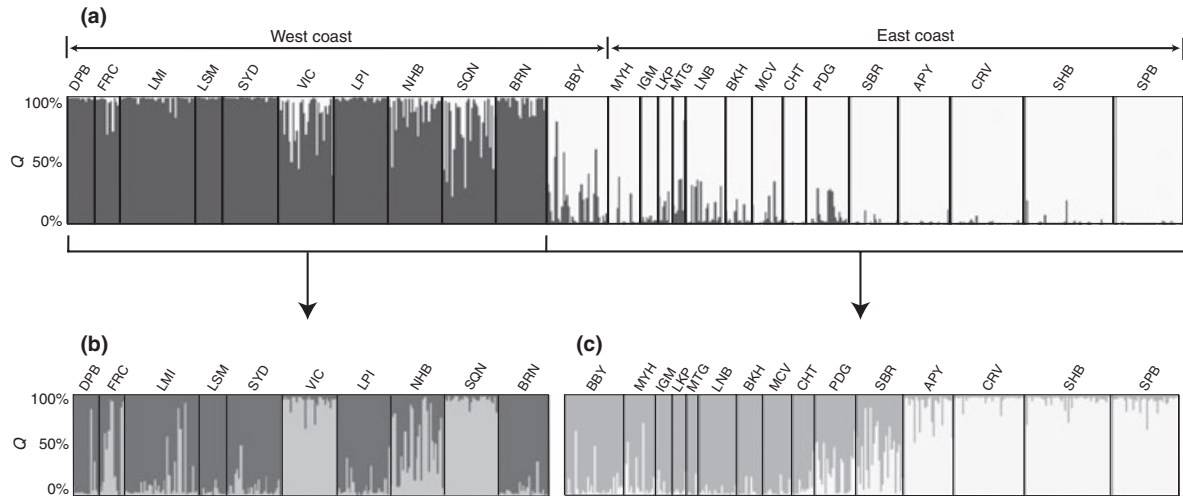 (a)
West coast East coast
DPB FRC LMI LSM SYD VIC LPI NHB SQN BRN BBY MYH IGM LKP MTG LNB BKH MCV CHT PDG SBR APY CRV SHB SPB
100%
Q 50%
0%
(b) (c)
DPB FRC LMI LSM SYD VIC LPI NHB SQN BRN BBY MYH IGM LKP MTG LNB BKH MCV CHT PDG SBR APY CRV SHB SPB
100% 100%
Q 50% 50%
0% 0%